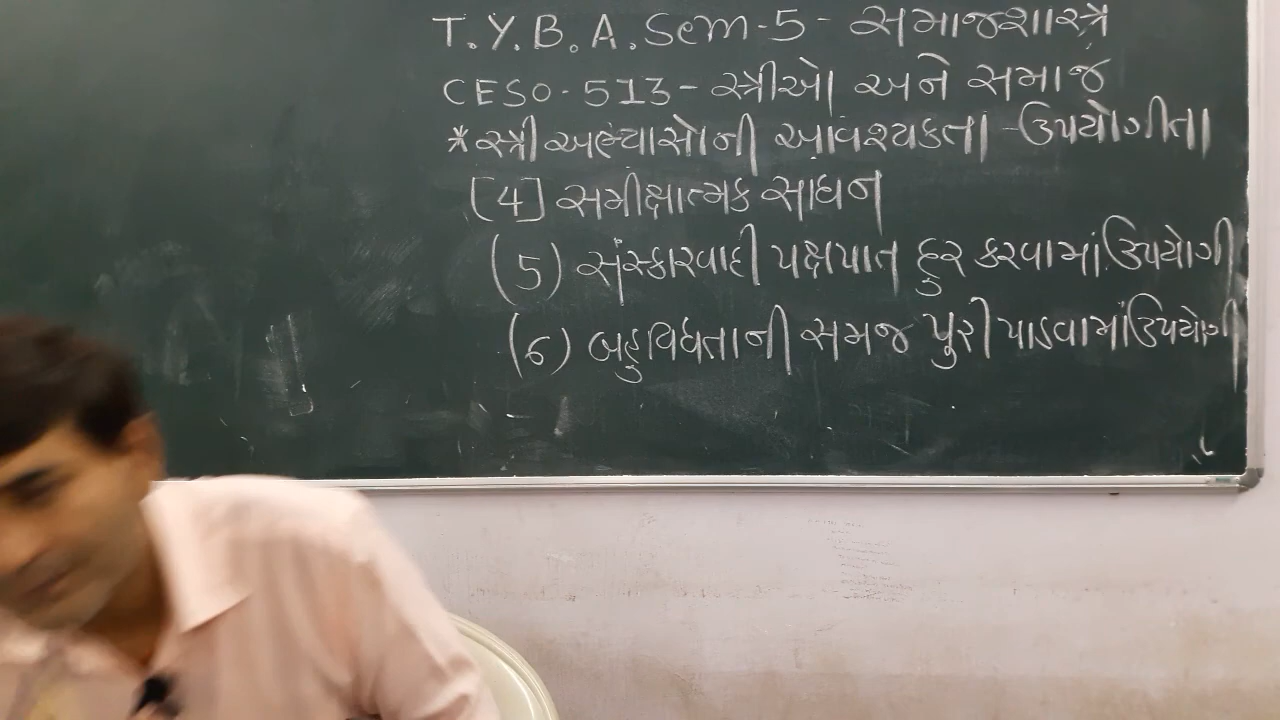 T.Y.B.A. Sem-5 - સમાજશાસ્ત્ર
CESO-513 - સ્ત્રીઓ અને સમાજ
* સ્ત્રી અભ્યાસોની આવશ્યકતા - ઉપયોગીતા
[4] સમીક્ષાત્મક સાધન
(5) સંસ્કારવાદી પક્ષપાત દુર કરવામાં ઉપયોગી
(6) બહુવિધતાની સમજ પુરી પાડવામાં ઉપયોગી